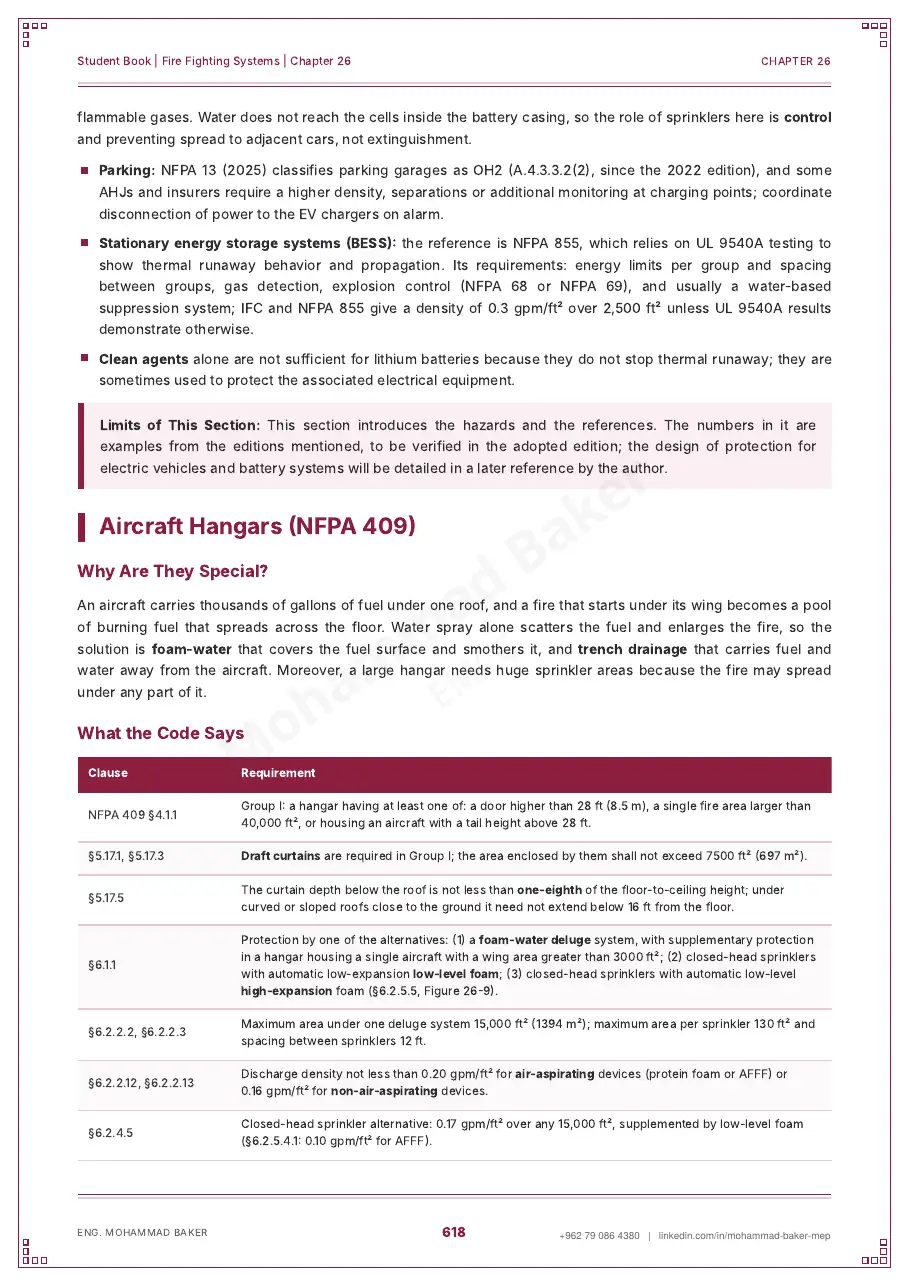 Student Book | Fire Fighting Systems | Chapter 26
CHAPTER 26
flammable gases. Water does not reach the cells inside the battery casing, so the role of sprinklers here is control
and preventing spread to adjacent cars, not extinguishment.
Parking: NFPA 13 (2025) classifies parking garages as OH2 (A.4.3.3.2(2), since the 2022 edition), and some
AHJs and insurers require a higher density, separations or additional monitoring at charging points; coordinate
disconnection of power to the EV chargers on alarm.
Stationary energy storage systems (BESS): the reference is NFPA 855, which relies on UL 9540A testing to
show thermal runaway behavior and propagation. Its requirements: energy limits per group and spacing
between groups, gas detection, explosion control (NFPA 68 or NFPA 69), and usually a water-based
suppression system; IFC and NFPA 855 give a density of 0.3 gpm/ft² over 2,500 ft² unless UL 9540A results
demonstrate otherwise.
Clean agents alone are not sufficient for lithium batteries because they do not stop thermal runaway; they are
sometimes used to protect the associated electrical equipment.
Limits of This Section: This section introduces the hazards and the references. The numbers in it are
examples from the editions mentioned, to be verified in the adopted edition; the design of protection for
electric vehicles and battery systems will be detailed in a later reference by the author.
Aircraft Hangars (NFPA 409)
Why Are They Special?
An aircraft carries thousands of gallons of fuel under one roof, and a fire that starts under its wing becomes a pool
of burning fuel that spreads across the floor. Water spray alone scatters the fuel and enlarges the fire, so the
solution is foam-water that covers the fuel surface and smothers it, and trench drainage that carries fuel and
water away from the aircraft. Moreover, a large hangar needs huge sprinkler areas because the fire may spread
under any part of it.
What the Code Says
Clause
Requirement
NFPA 409 §4.1.1
Group I: a hangar having at least one of: a door higher than 28 ft (8.5 m), a single fire area larger than
40,000 ft², or housing an aircraft with a tail height above 28 ft.
§5.17.1, §5.17.3
Draft curtains are required in Group I; the area enclosed by them shall not exceed 7500 ft² (697 m²).
§5.17.5
The curtain depth below the roof is not less than one-eighth of the floor-to-ceiling height; under
curved or sloped roofs close to the ground it need not extend below 16 ft from the floor.
§6.1.1
Protection by one of the alternatives: (1) a foam-water deluge system, with supplementary protection
in a hangar housing a single aircraft with a wing area greater than 3000 ft²; (2) closed-head sprinklers
with automatic low-expansion low-level foam; (3) closed-head sprinklers with automatic low-level
high-expansion foam (§6.2.5.5, Figure 26-9).
§6.2.2.2, §6.2.2.3
Maximum area under one deluge system 15,000 ft² (1394 m²); maximum area per sprinkler 130 ft² and
spacing between sprinklers 12 ft.
§6.2.2.12, §6.2.2.13
Discharge density not less than 0.20 gpm/ft² for air-aspirating devices (protein foam or AFFF) or
0.16 gpm/ft² for non-air-aspirating devices.
§6.2.4.5
Closed-head sprinkler alternative: 0.17 gpm/ft² over any 15,000 ft², supplemented by low-level foam
(§6.2.5.4.1: 0.10 gpm/ft² for AFFF).
Mohammad Baker
ENG. MOHAMMAD BAKER
618
+962 79 086 4380 | linkedin.com/in/mohammad-baker-mep